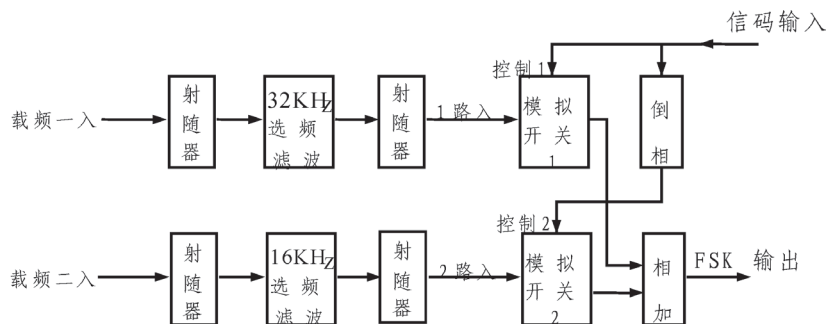 信码输入
控制1
载频一入
射随器
32KHZ
选频
滤波
射随器
1路入
模拟
开关
1
倒相
控制2
载频二入
射随器
16KHZ
选频
滤波
射随器
2路入
模拟
开关
2
相加
FSK 输出